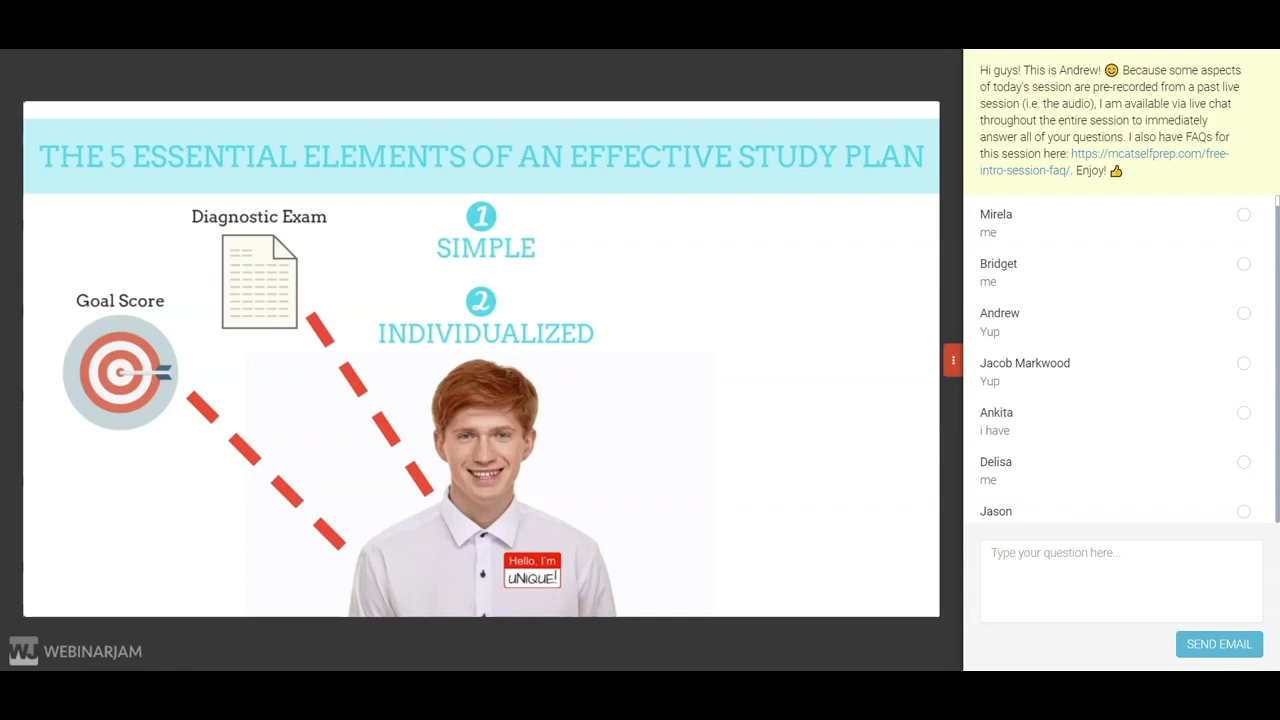 THE 5 ESSENTIAL ELEMENTS OF AN EFFECTIVE STUDY PLAN
Diagnostic Exam
Goal Score
1
SIMPLE
2
INDIVIDUALIZED
Hello, I'm
UNIQUE!
WJ WEBINARJAM
Hi guys! This is Andrew! 😊 Because some aspects
of today's session are pre-recorded from a past live
session (i.e. the audio), I am available via live chat
throughout the entire session to immediately
answer all of your questions. I also have FAQs for
this session here: https://mcatselfprep.com/free-
intro-session-faq/. Enjoy! 👍
Mirela
me
Bridget
me
Andrew
Yup
Jacob Markwood
Yup
Ankita
i have
Delisa
me
Jason
Type your question here...
SEND EMAIL